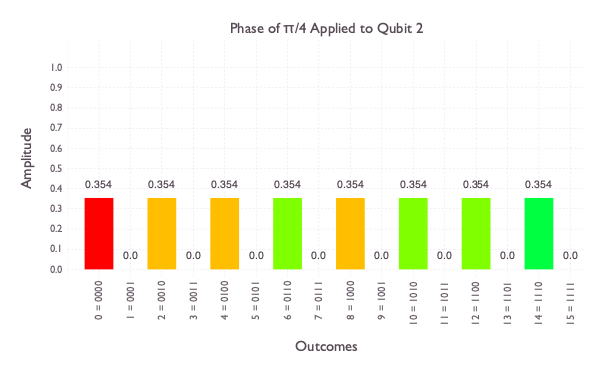 Phase of π/4 Applied to Qubit 2
Amplitude
1.0
0.9
0.8
0.7
0.6
0.5
0.4
0.3
0.2
0.1
0.0
0.354 0.0 0.354 0.0 0.354 0.0 0.354 0.0 0.354 0.0 0.354 0.0 0.354 0.0 0.354 0.0
0 = 0000
1 = 0001
2 = 0010
3 = 0011
4 = 0100
5 = 0101
6 = 0110
7 = 0111
8 = 1000
9 = 1001
10 = 1010
11 = 1011
12 = 1100
13 = 1101
14 = 1110
15 = 1111
Outcomes